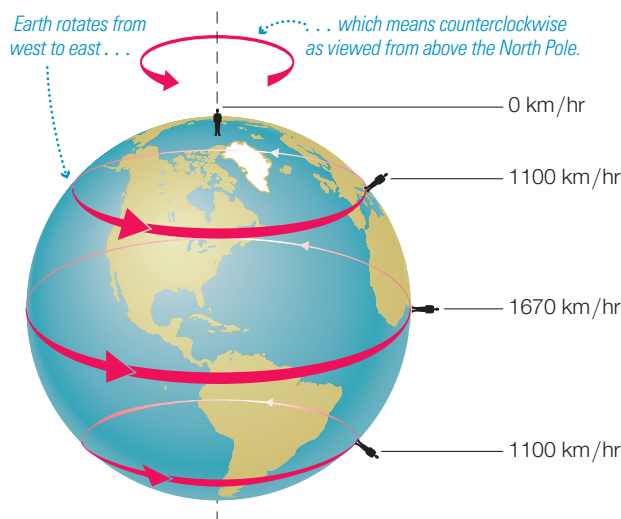 Earth rotates from
west to east . . .
. . . which means counterclockwise
as viewed from above the North Pole.
0 km/hr
1100 km/hr
1670 km/hr
1100 km/hr